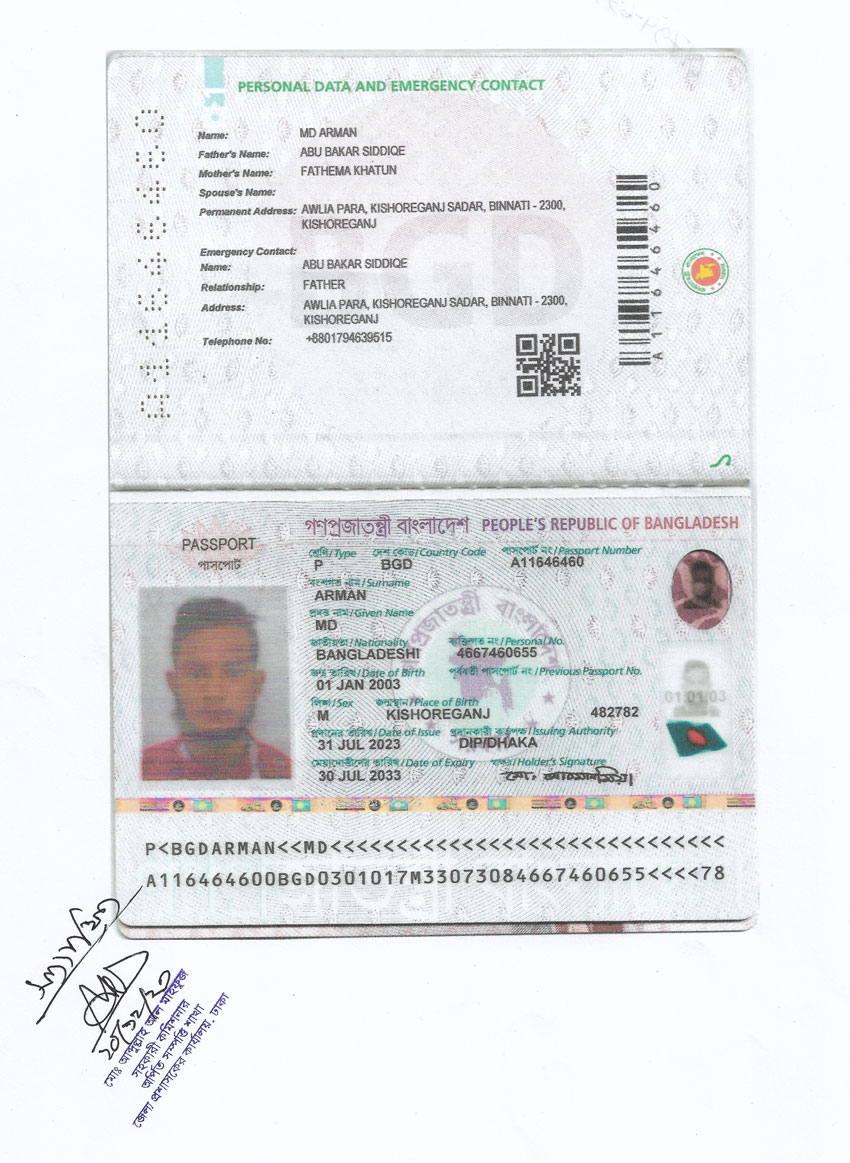 PERSONAL DATA AND EMERGENCY CONTACT
Name: MD ARMAN
Father's Name: ABU BAKAR SIDDIQE
Mother's Name: FATHEMA KHATUN
Spouse's Name:
Permanent Address: AWLIA PARA, KISHOREGANJ SADAR, BINNATI - 2300,
KISHOREGANJ
Emergency Contact:
Name: ABU BAKAR SIDDIQE
Relationship: FATHER
Address: AWLIA PARA, KISHOREGANJ SADAR, BINNATI - 2300,
KISHOREGANJ
Telephone No: +8801794639515
A11646460
BGD
গণপ্রজাতন্ত্রী বাংলাদেশ PEOPLE'S REPUBLIC OF BANGLADESH
PASSPORT
পাসপোর্ট
শ্রেণি/Type দেশ কোড/Country Code পাসপোর্ট নং/Passport Number
P BGD A11646460
বংশগত নাম/Surname
ARMAN
প্রদত্ত নাম/Given Name
MD
জাতীয়তা/Nationality ব্যক্তিগত নং/Personal No.
BANGLADESHI 4667460655
জন্ম তারিখ/Date of Birth পূর্ববর্তী পাসপোর্ট নং/Previous Passport No.
01 JAN 2003
01.01.03
লিঙ্গ/Sex জন্মস্থান/Place of Birth
M KISHOREGANJ 482782
প্রদানের তারিখ/Date of Issue প্রদানকারী কর্তৃপক্ষ/Issuing Authority
31 JUL 2023 DIP/DHAKA
মেয়াদোত্তীর্ণের তারিখ/Date of Expiry স্বাক্ষর/Holder's Signature
30 JUL 2033
P<BGDARMAN<<MD<<<<<<<<<<<<<<<<<<<<<<<<<<<<<<
A116464600BGD0301017M33073084667460655<<<<78
মোঃ আব্দুল্লাহ আল মাহফুজ
সহকারী কমিশনার
অর্পিত সম্পত্তি শাখা
জেলা প্রশাসকের কার্যালয়, ঢাকা